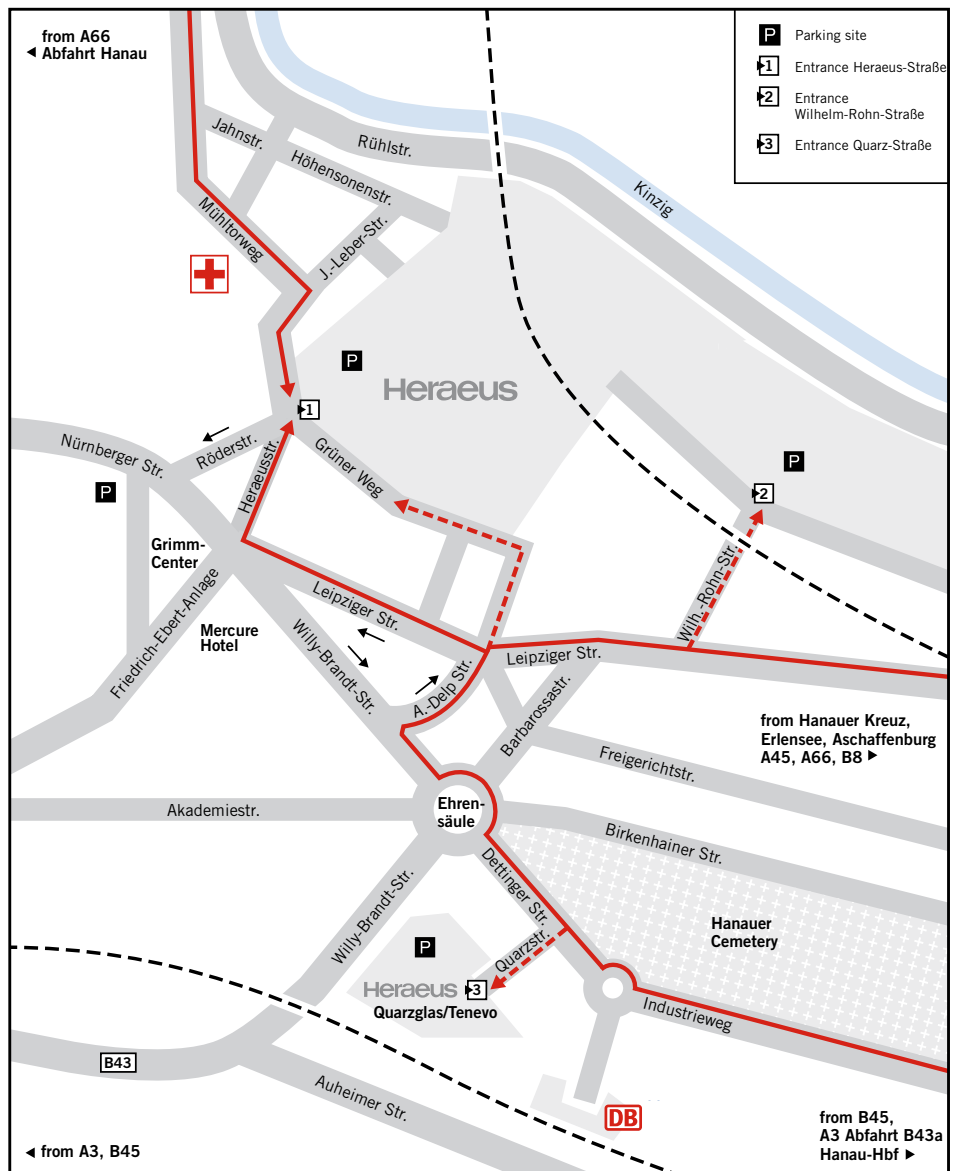 from A66
◄ Abfahrt Hanau
P Parking site
1 Entrance Heraeus-Straße
2 Entrance
Wilhelm-Rohn-Straße
3 Entrance Quarz-Straße
Jahnstr.
Höhensonenstr.
Rühlstr.
Kinzig
Mühltorweg
J.-Leber-Str.
P
Heraeus
1
Nürnberger Str.
Röderstr.
Heraeusstr.
Grüner Weg
P
2
P
Grimm-
Center
Wilh.-Rohn-Str.
Friedrich-Ebert-Anlage
Mercure
Hotel
Leipziger Str.
Willy-Brandt-Str.
A.-Delp Str.
Leipziger Str.
Barbarossastr.
from Hanauer Kreuz,
Erlensee, Aschaffenburg
A45, A66, B8 ►
Freigerichtstr.
Akademiestr.
Ehren-
säule
Birkenhainer Str.
Dettinger Str.
Hanauer
Cemetery
Willy-Brandt-Str.
P
Quarzstr.
Heraeus
3
Quarzglas/Tenevo
Industrieweg
B43
Auheimer Str.
DB
from B45,
A3 Abfahrt B43a
Hanau-Hbf ►
◄ from A3, B45